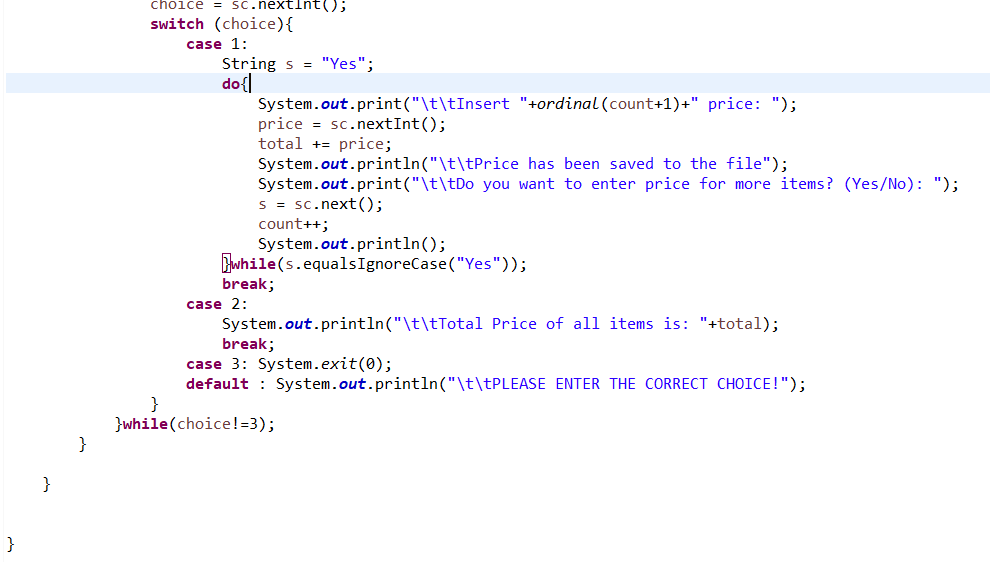 choice = sc.nextInt();
switch (choice){
case 1:
String s = "Yes";
do{
System.out.print("\t\tInsert "+ordinal(count+1)+" price: ");
price = sc.nextInt();
total += price;
System.out.println("\t\tPrice has been saved to the file");
System.out.print("\t\tDo you want to enter price for more items? (Yes/No): ");
s = sc.next();
count++;
System.out.println();
}while(s.equalsIgnoreCase("Yes"));
break;
case 2:
System.out.println("\t\tTotal Price of all items is: "+total);
break;
case 3: System.exit(0);
default : System.out.println("\t\tPLEASE ENTER THE CORRECT CHOICE!");
}
}while(choice!=3);
}
}
}